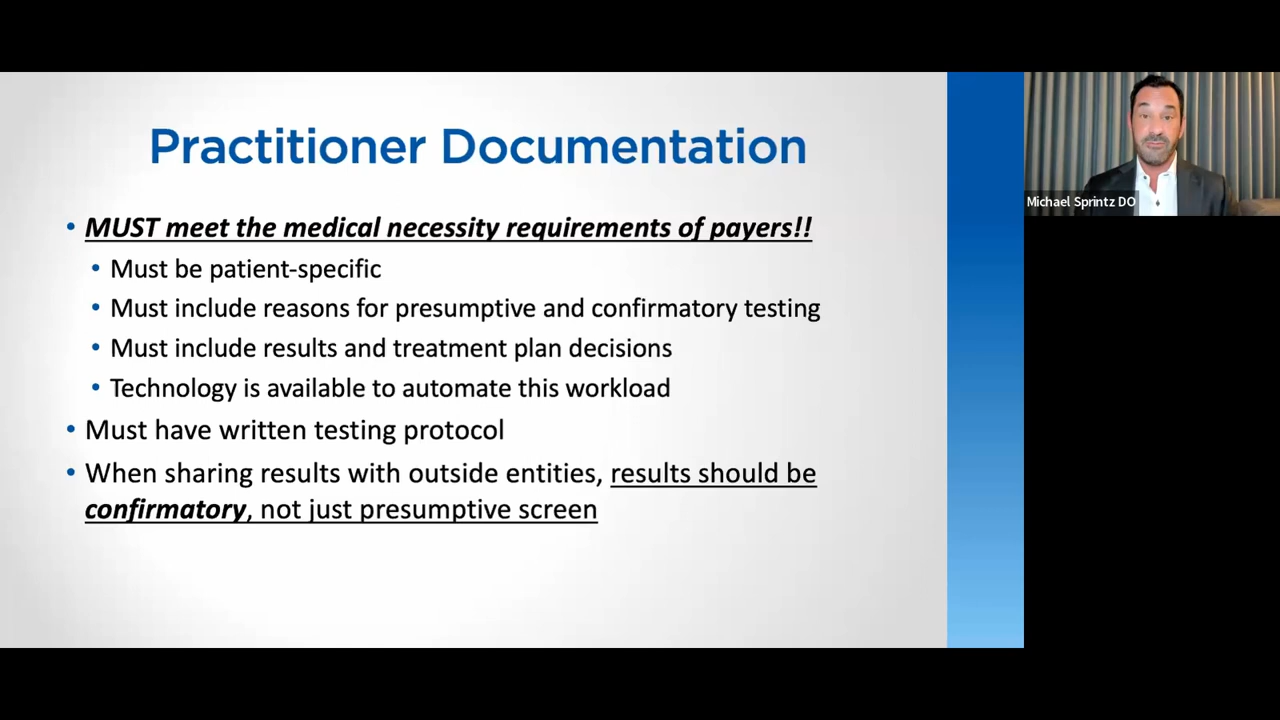 Practitioner Documentation
• MUST meet the medical necessity requirements of payers!!
• Must be patient-specific
• Must include reasons for presumptive and confirmatory testing
• Must include results and treatment plan decisions
• Technology is available to automate this workload
• Must have written testing protocol
• When sharing results with outside entities, results should be
confirmatory, not just presumptive screen
Michael Sprintz DO